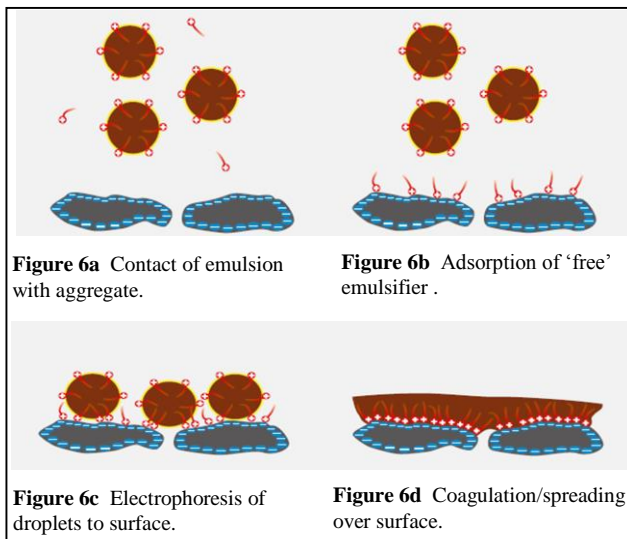 Figure 6a Contact of emulsion
with aggregate.
Figure 6b Adsorption of ‘free’
emulsifier .
Figure 6c Electrophoresis of
droplets to surface.
Figure 6d Coagulation/spreading
over surface.